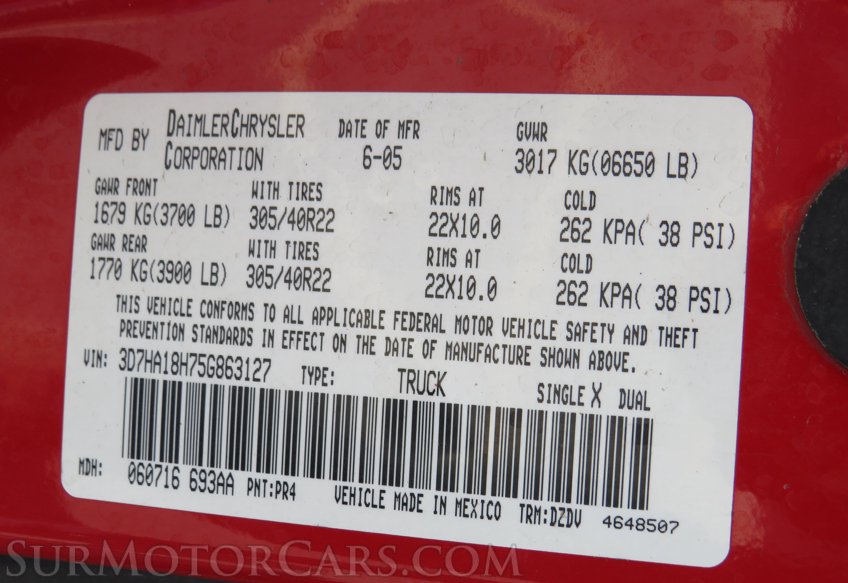 MFD BY DAIMLERCHRYSLER CORPORATION DATE OF MFR 6-05 GVWR 3017 KG(06650 LB)
GAWR FRONT WITH TIRES RIMS AT COLD
1679 KG(3700 LB) 305/40R22 22X10.0 262 KPA( 38 PSI)
GAWR REAR WITH TIRES RIMS AT COLD
1770 KG(3900 LB) 305/40R22 22X10.0 262 KPA( 38 PSI)
THIS VEHICLE CONFORMS TO ALL APPLICABLE FEDERAL MOTOR VEHICLE SAFETY AND THEFT
PREVENTION STANDARDS IN EFFECT ON THE DATE OF MANUFACTURE SHOWN ABOVE.
VIN: 3D7HA18H75G863127 TYPE: TRUCK SINGLE X DUAL
MDH: 060716 693AA PNT:PR4 VEHICLE MADE IN MEXICO TRM:DZDV 4648507
SURMOTORCARS.COM